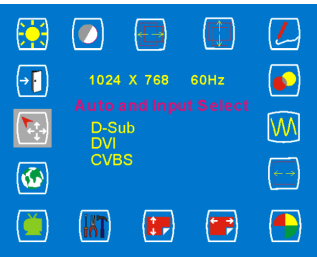 1024 X 768 60Hz
Auto and Input Select
D-Sub
DVI
CVBS